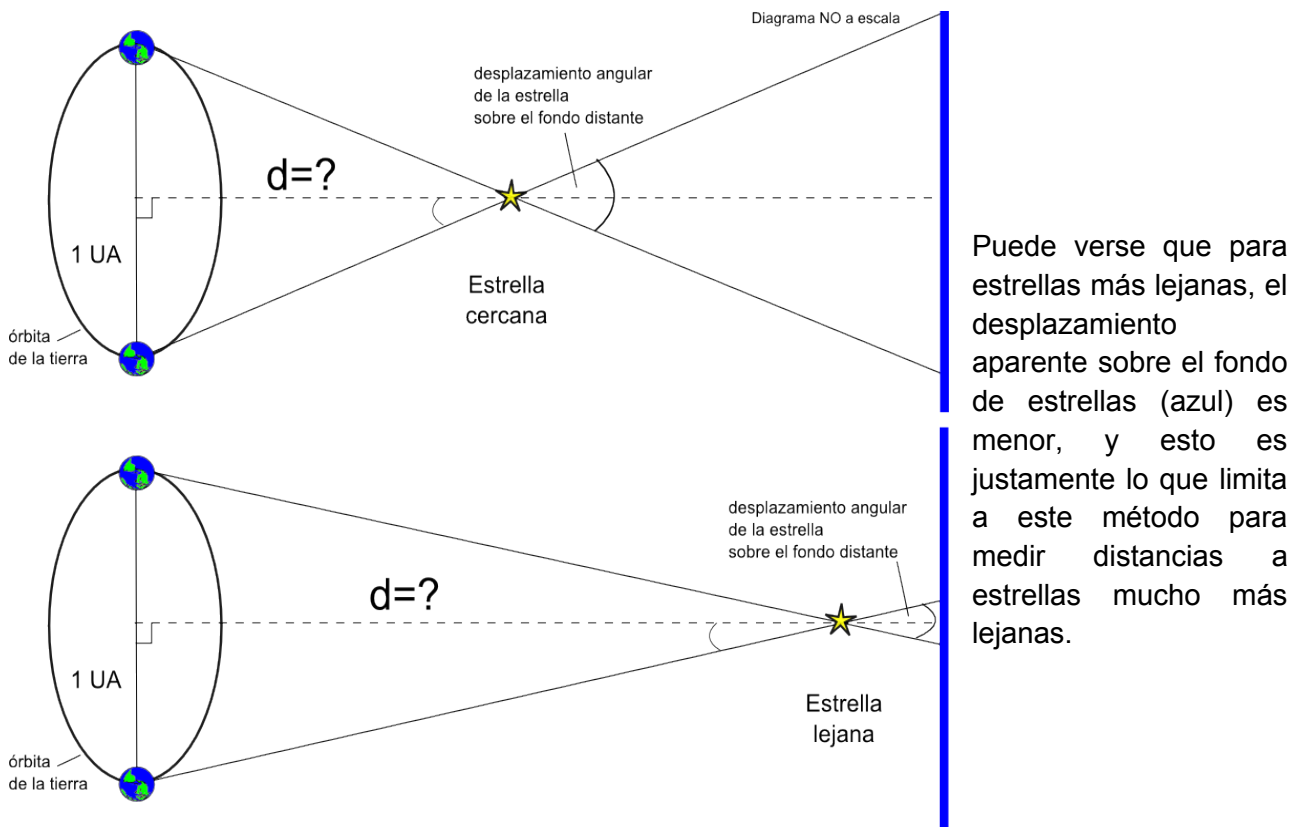 Diagrama NO a escala
desplazamiento angular
de la estrella
sobre el fondo distante
d=?
1 UA
Estrella
cercana
órbita
de la tierra
Puede verse que para
estrellas más lejanas, el
desplazamiento
aparente sobre el fondo
de estrellas (azul) es
menor, y esto es
justamente lo que limita
a este método para
medir distancias a
estrellas mucho más
lejanas.
desplazamiento angular
de la estrella
sobre el fondo distante
d=?
1 UA
Estrella
lejana
órbita
de la tierra